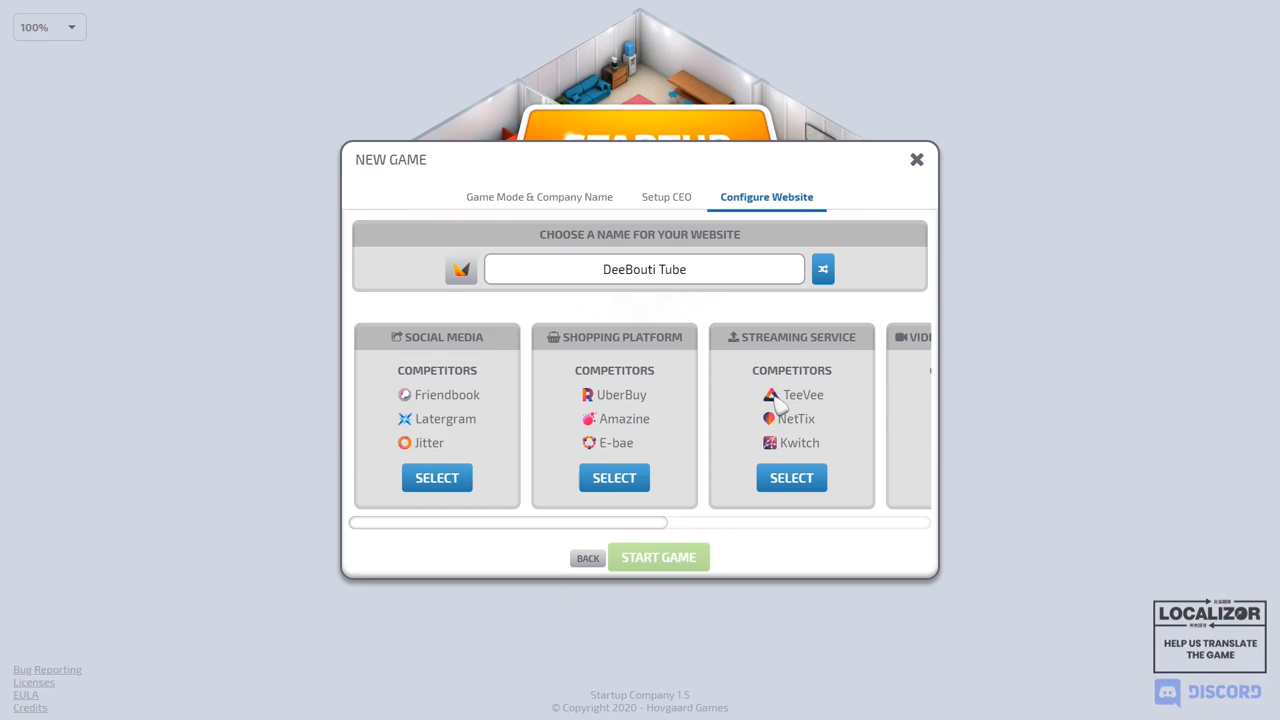 100%
STARTUP
NEW GAME
Game Mode & Company Name
Setup CEO
Configure Website
CHOOSE A NAME FOR YOUR WEBSITE
DeeBouti Tube
SOCIAL MEDIA
COMPETITORS
Friendbook
Latergram
Jitter
SELECT
SHOPPING PLATFORM
COMPETITORS
UberBuy
Amazine
E-bae
SELECT
STREAMING SERVICE
COMPETITORS
TeeVee
NetTix
Kwitch
SELECT
VID
BACK
START GAME
LOCALIZOR
HELP US TRANSLATE
THE GAME
DISCORD
Bug Reporting
Licenses
EULA
Credits
Startup Company 1.5
© Copyright 2020 - Hovgaard Games